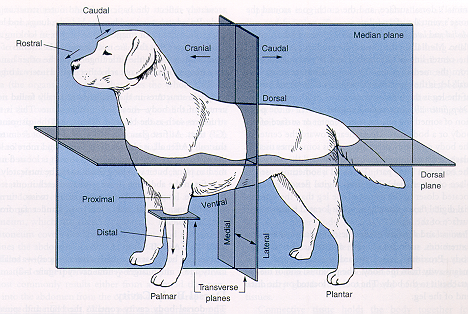 Caudal
Rostral
Cranial
Caudal
Median plane
Dorsal
Dorsal
plane
Proximal
Ventral
Distal
Medial
Lateral
Transverse
planes
Palmar
Plantar